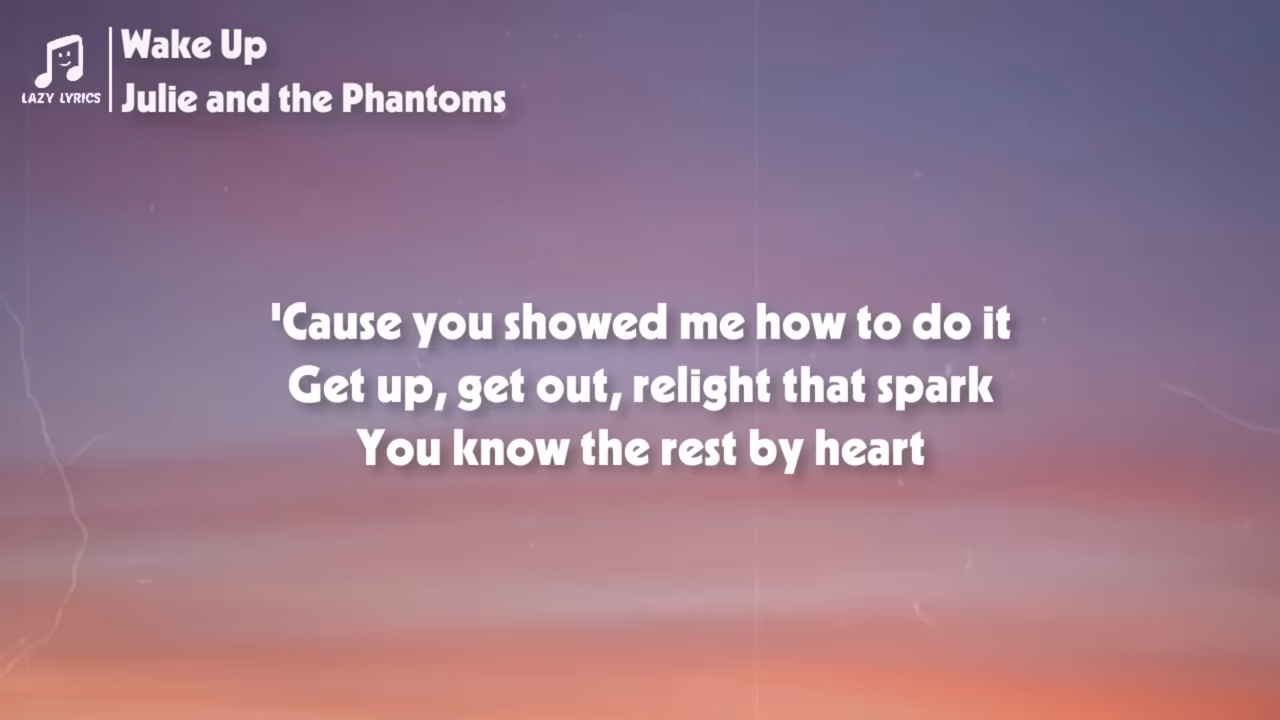 Wake Up
LAZY LYRICS
Julie and the Phantoms
'Cause you showed me how to do it
Get up, get out, relight that spark
You know the rest by heart